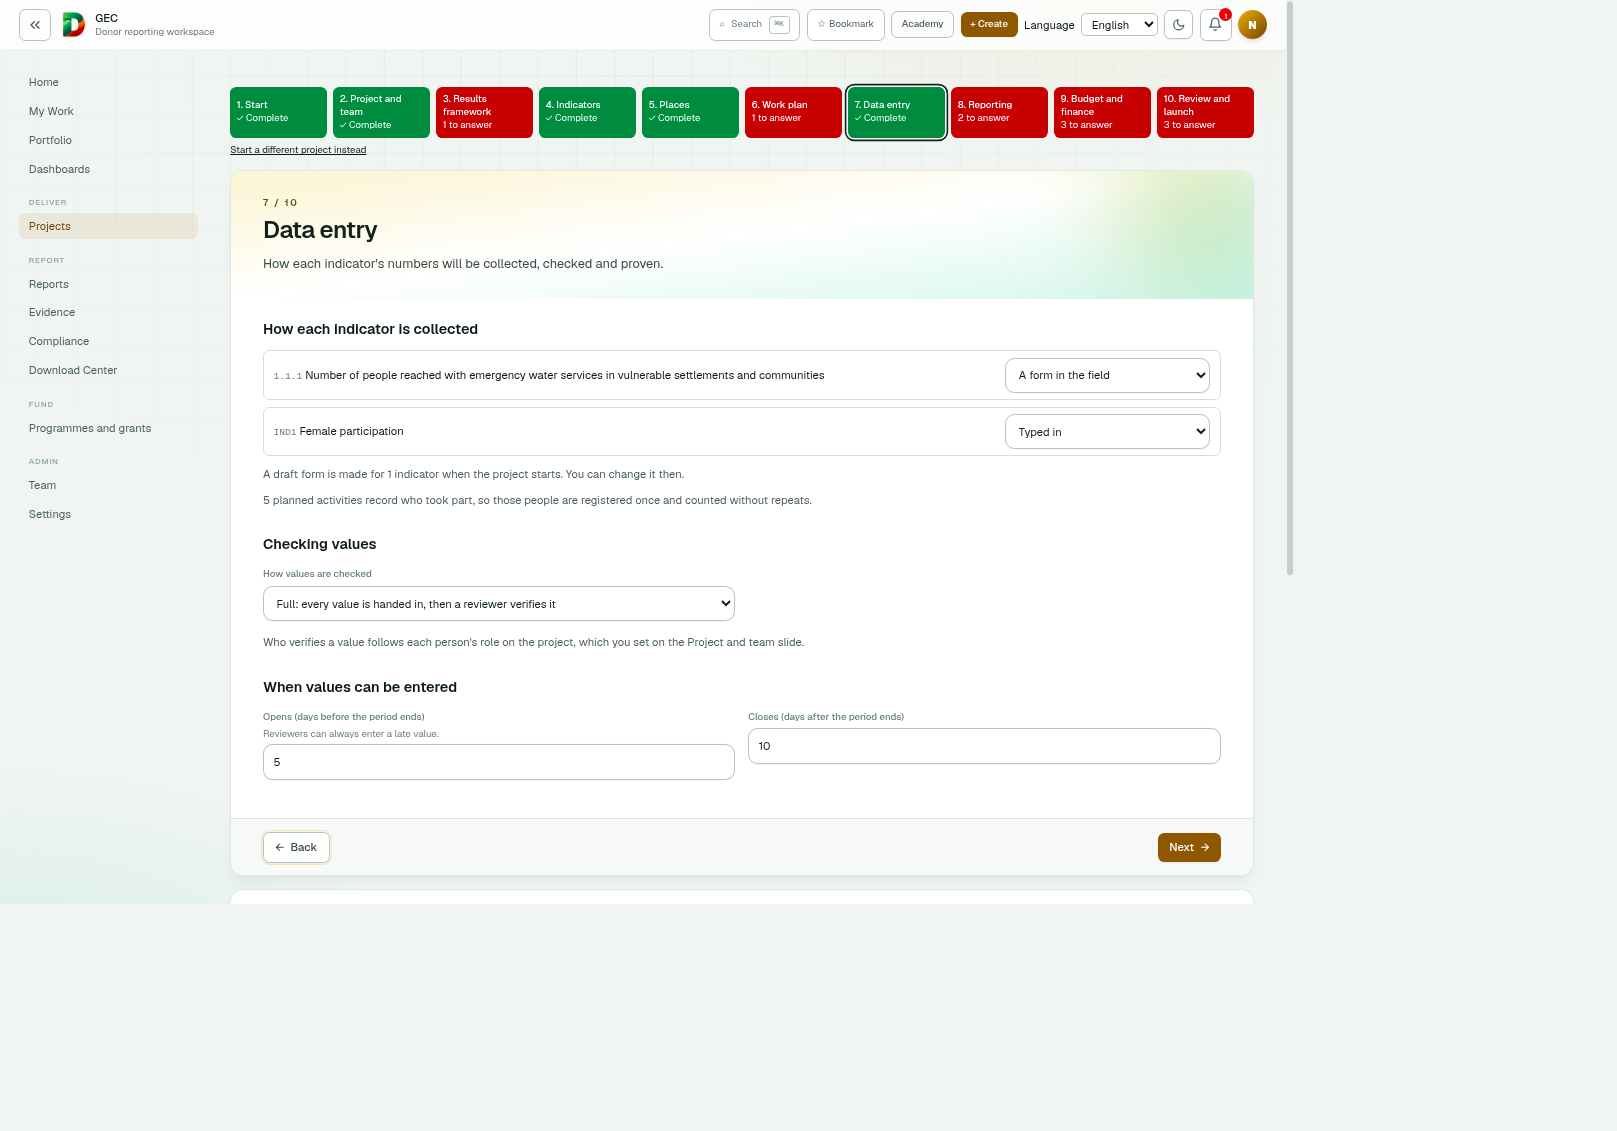 GEC
Donor reporting workspace
Search ⌘K
☆ Bookmark
Academy
+ Create
Language
English
1
N
Home
My Work
Portfolio
Dashboards
DELIVER
Projects
REPORT
Reports
Evidence
Compliance
Download Center
FUND
Programmes and grants
ADMIN
Team
Settings
1. Start
✓ Complete
2. Project and
team
✓ Complete
3. Results
framework
1 to answer
4. Indicators
✓ Complete
5. Places
✓ Complete
6. Work plan
1 to answer
7. Data entry
✓ Complete
8. Reporting
2 to answer
9. Budget and
finance
3 to answer
10. Review and
launch
3 to answer
Start a different project instead
7 / 10
Data entry
How each indicator's numbers will be collected, checked and proven.
How each indicator is collected
1.1.1 Number of people reached with emergency water services in vulnerable settlements and communities
A form in the field
IND1 Female participation
Typed in
A draft form is made for 1 indicator when the project starts. You can change it then.
5 planned activities record who took part, so those people are registered once and counted without repeats.
Checking values
How values are checked
Full: every value is handed in, then a reviewer verifies it
Who verifies a value follows each person's role on the project, which you set on the Project and team slide.
When values can be entered
Opens (days before the period ends)
Reviewers can always enter a late value.
5
Closes (days after the period ends)
10
← Back
Next →